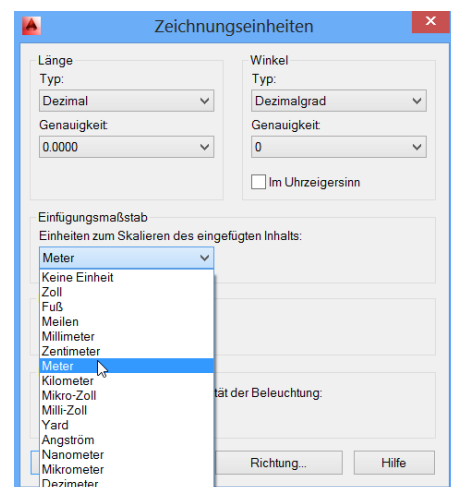 Zeichnungseinheiten
Länge
Typ:
Dezimal
Genauigkeit:
0.0000
Winkel
Typ:
Dezimalgrad
Genauigkeit:
0
Im Uhrzeigersinn
Einfügungsmaßstab
Einheiten zum Skalieren des eingefügten Inhalts:
Meter
Keine Einheit
Zoll
Fuß
Meilen
Millimeter
Zentimeter
Meter
Kilometer
Mikro-Zoll
Milli-Zoll
Yard
Angström
Nanometer
Mikrometer
Dezimeter
tät der Beleuchtung:
Richtung...
Hilfe